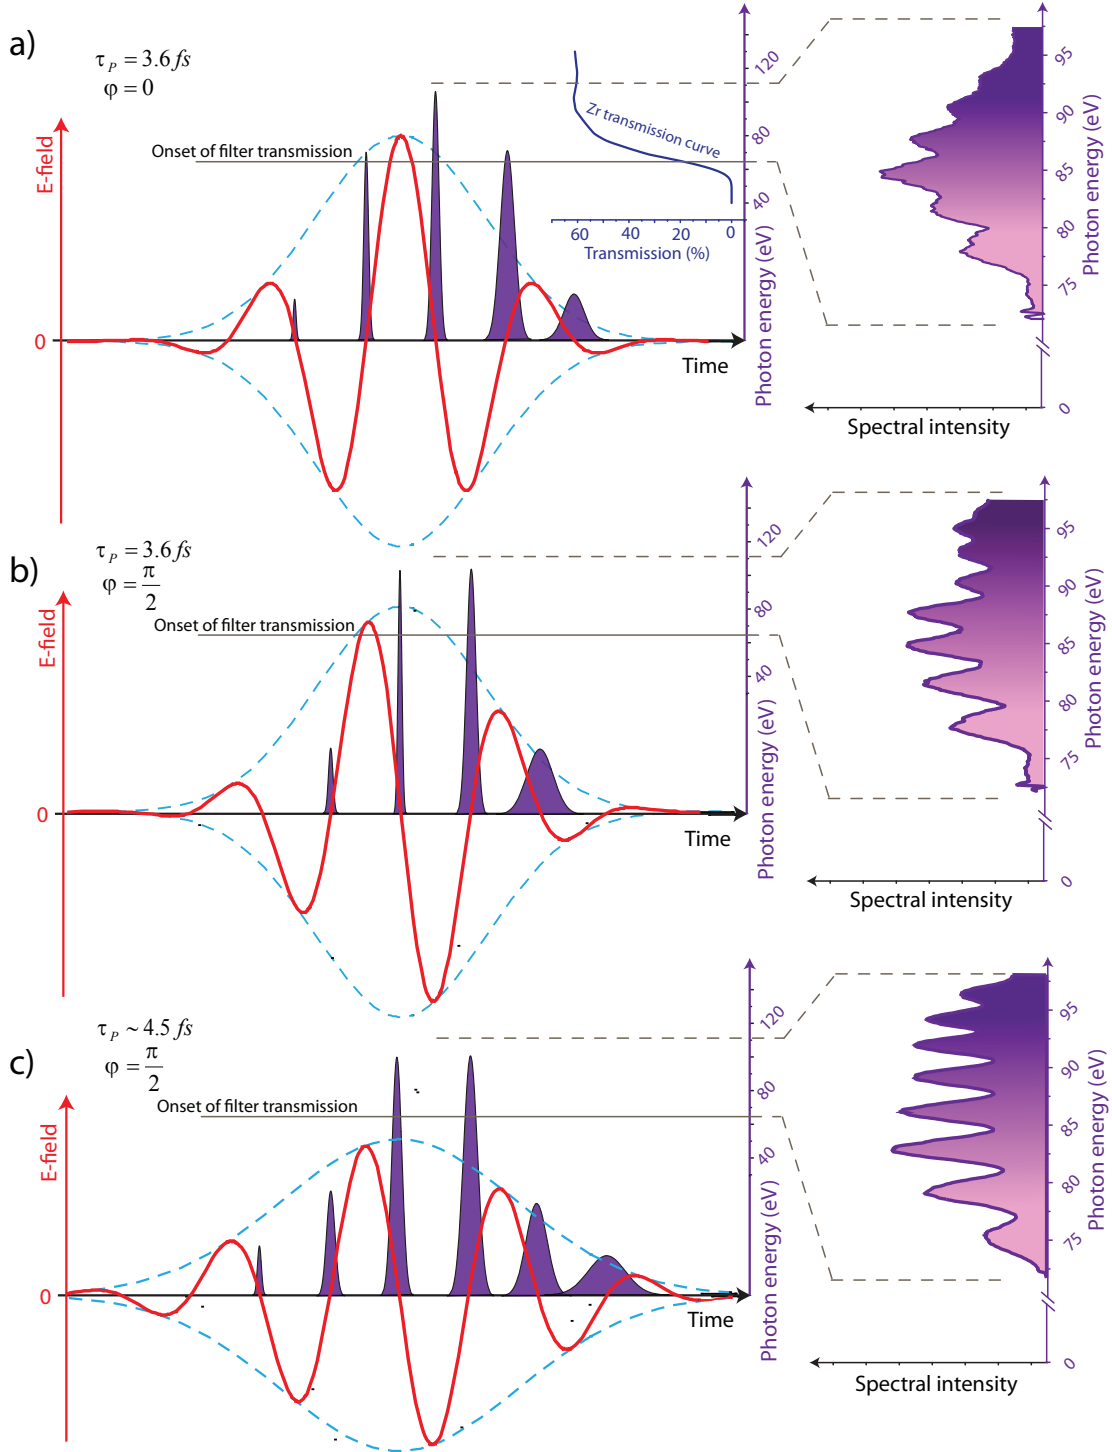 a)
τP = 3.6 fs
φ = 0
E-field
0
Onset of filter transmission
Time
Zr transmission curve
60 40 20 0
Transmission (%)
120
80
40
Photon energy (eV)
95
90
85
80
75
0
Photon energy (eV)
Spectral intensity
b)
τP = 3.6 fs
φ = π/2
E-field
0
Onset of filter transmission
Time
120
80
40
Photon energy (eV)
95
90
85
80
75
0
Photon energy (eV)
Spectral intensity
c)
τP ~ 4.5 fs
φ = π/2
E-field
0
Onset of filter transmission
Time
120
80
40
Photon energy (eV)
95
90
85
80
75
0
Photon energy (eV)
Spectral intensity